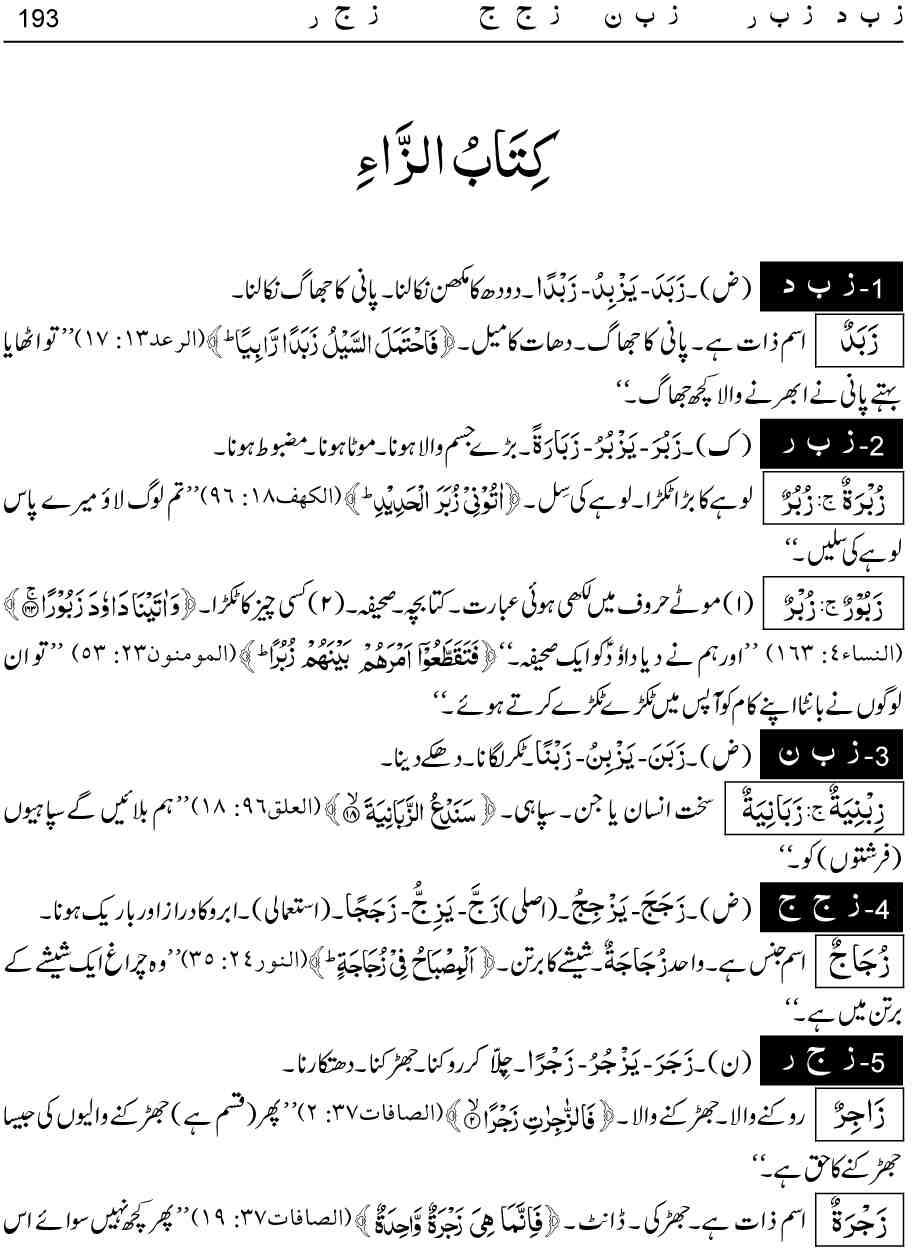 ز ب د ز ب ر ز ب ن ز ج ج ز ج ر 193
كِتَابُ الزَّاءِ
1-ز ب د (ض)۔زَبَدَ- يَزْبِدُ- زَبْدًا۔دودھ کا مکھن نکالنا۔ پانی کا جھاگ نکالنا۔
زَبَدٌ اسم ذات ہے۔ پانی کا جھاگ۔ دھات کا میل۔﴿فَاحْتَمَلَ السَّيْلُ زَبَدًا رَّابِيًا ؕ﴾(الرعد١٣: ١٧)’’تو اٹھایا
بہتے پانی نے ابھرنے والا کچھ جھاگ۔‘‘
2-ز ب ر (ک)۔زَبُرَ- يَزْبُرُ- زَبَارَةً۔بڑے جسم والا ہونا۔موٹا ہونا۔مضبوط ہونا۔
زُبْرَةٌ ج: زُبَرٌ لوہے کا بڑا ٹکڑا۔لوہے کی سِل۔﴿اٰتُوْنِيْ زُبَرَ الْحَدِيْدِ ؕ﴾(الكهف١٨: ٩٦)’’تم لوگ لاؤ میرے پاس
لوہے کی سلیں۔‘‘
زَبُوْرٌ ج: زُبُرٌ (١) موٹے حروف میں لکھی ہوئی عبارت۔ کتابچہ۔صحیفہ۔(٢) کسی چیز کا ٹکڑا۔﴿وَاٰتَيْنَا دَاوٗدَ زَبُوْرًاۚ ١٦٣﴾
(النساء٤: ١٦٣) ’’اور ہم نے دیا داؤدؑ کو ایک صحیفہ۔‘‘﴿فَتَقَطَّعُوْۤا اَمْرَهُمْ بَيْنَهُمْ زُبُرًا ؕ﴾(المومنون٢٣: ٥٣) ’’تو ان
لوگوں نے بانٹا اپنے کام کو آپس میں ٹکڑے ٹکڑے کرتے ہوئے۔‘‘
3-ز ب ن (ض)۔زَبَنَ- يَزْبِنُ- زَبْنًا۔ٹکر لگانا۔ دھکے دینا۔
زِبْنِيَةٌ ج: زَبَانِيَةٌ سخت انسان یا جن۔ سپاہی۔﴿سَنَدْعُ الزَّبَانِيَةَ ۙ ١٨﴾(العلق٩٦: ١٨)’’ہم بلائیں گے سپاہیوں
(فرشتوں) کو۔‘‘
4-ز ج ج (ض)۔زَجَجَ- يَزْجِجُ۔(اصلی) زَجَّ- يَزِجُّ- زَجَجًا۔(استعمالی)۔ابرو کا دراز اور باریک ہونا۔
زُجَاجٌ اسم جنس ہے۔واحد زُجَاجَةٌ۔شیشے کا برتن۔﴿اَلْمِصْبَاحُ فِيْ زُجَاجَةٍ ؕ﴾(النور٢٤: ٣٥)’’وہ چراغ ایک شیشے کے
برتن میں ہے۔‘‘
5-ز ج ر (ن)۔زَجَرَ- يَزْجُرُ- زَجْرًا۔چِلّا کر روکنا۔جھڑکنا۔دھتکارنا۔
زَاجِرٌ روکنے والا۔جھڑکنے والا۔﴿فَالزّٰجِرٰتِ زَجْرًا ۙ ٢﴾(الصافات٣٧: ٢)’’پھر (قسم ہے) جھڑکنے والیوں کی جیسا
جھڑکنے کا حق ہے۔‘‘
زَجْرَةٌ اسم ذات ہے۔جھڑکی۔ ڈانٹ۔﴿فَاِنَّمَا هِيَ زَجْرَةٌ وَّاحِدَةٌ﴾(الصافات٣٧: ١٩)’’پھر کچھ نہیں سوائے اس